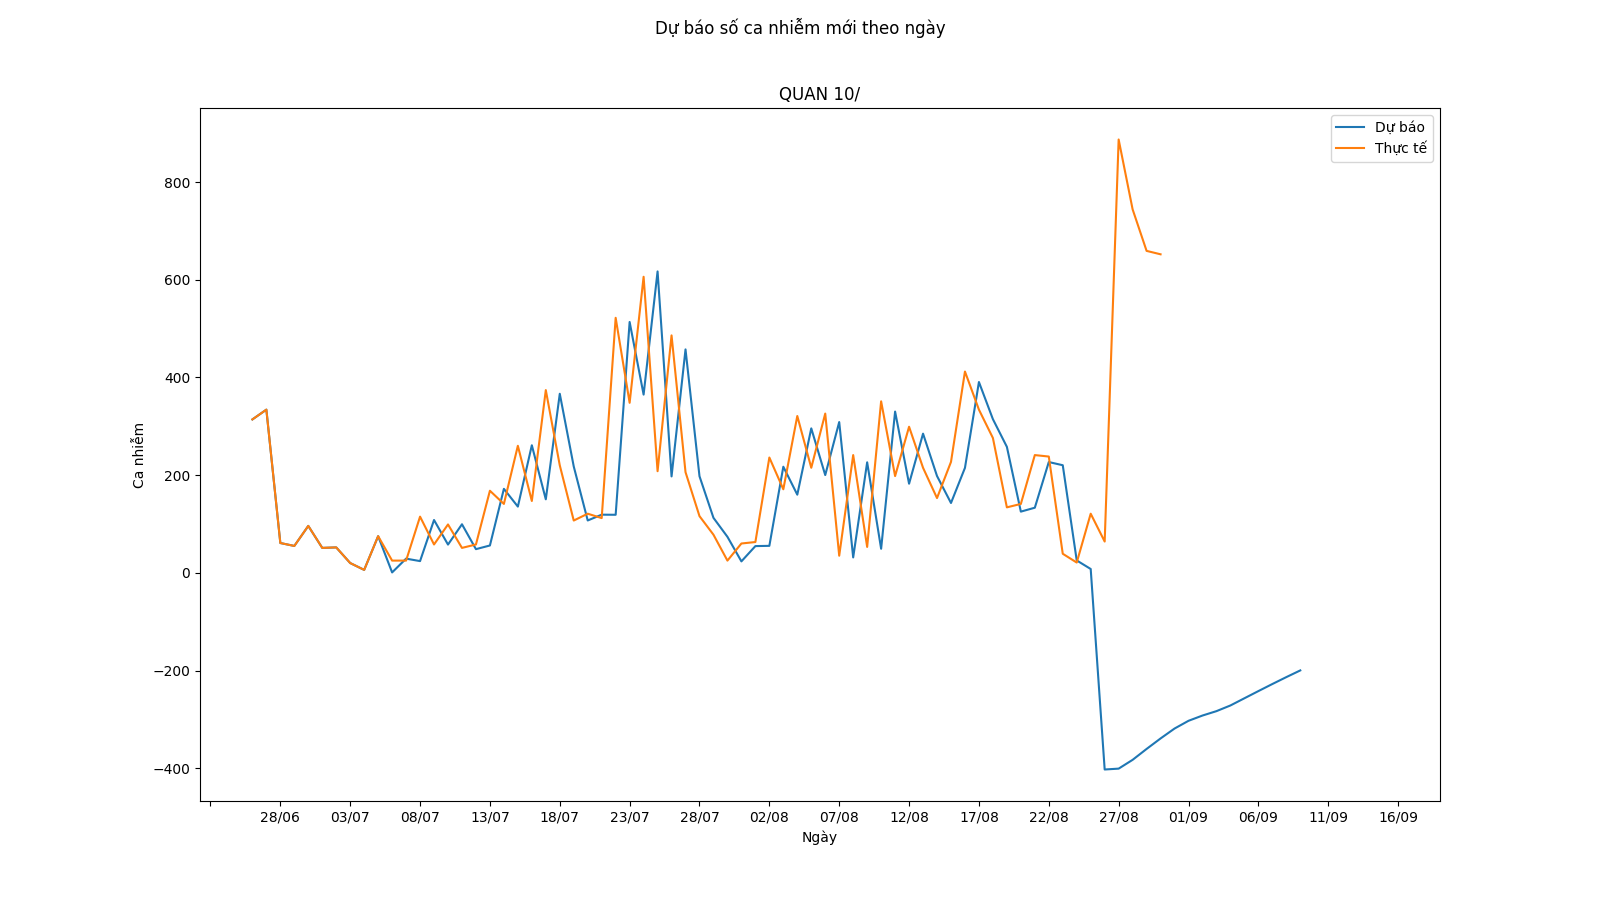 Dự báo số ca nhiễm mới theo ngày
QUAN 10/
Dự báo
Thực tế
800
600
400
200
0
−200
−400
Ca nhiễm
28/06 03/07 08/07 13/07 18/07 23/07 28/07 02/08 07/08 12/08 17/08 22/08 27/08 01/09 06/09 11/09 16/09
Ngày